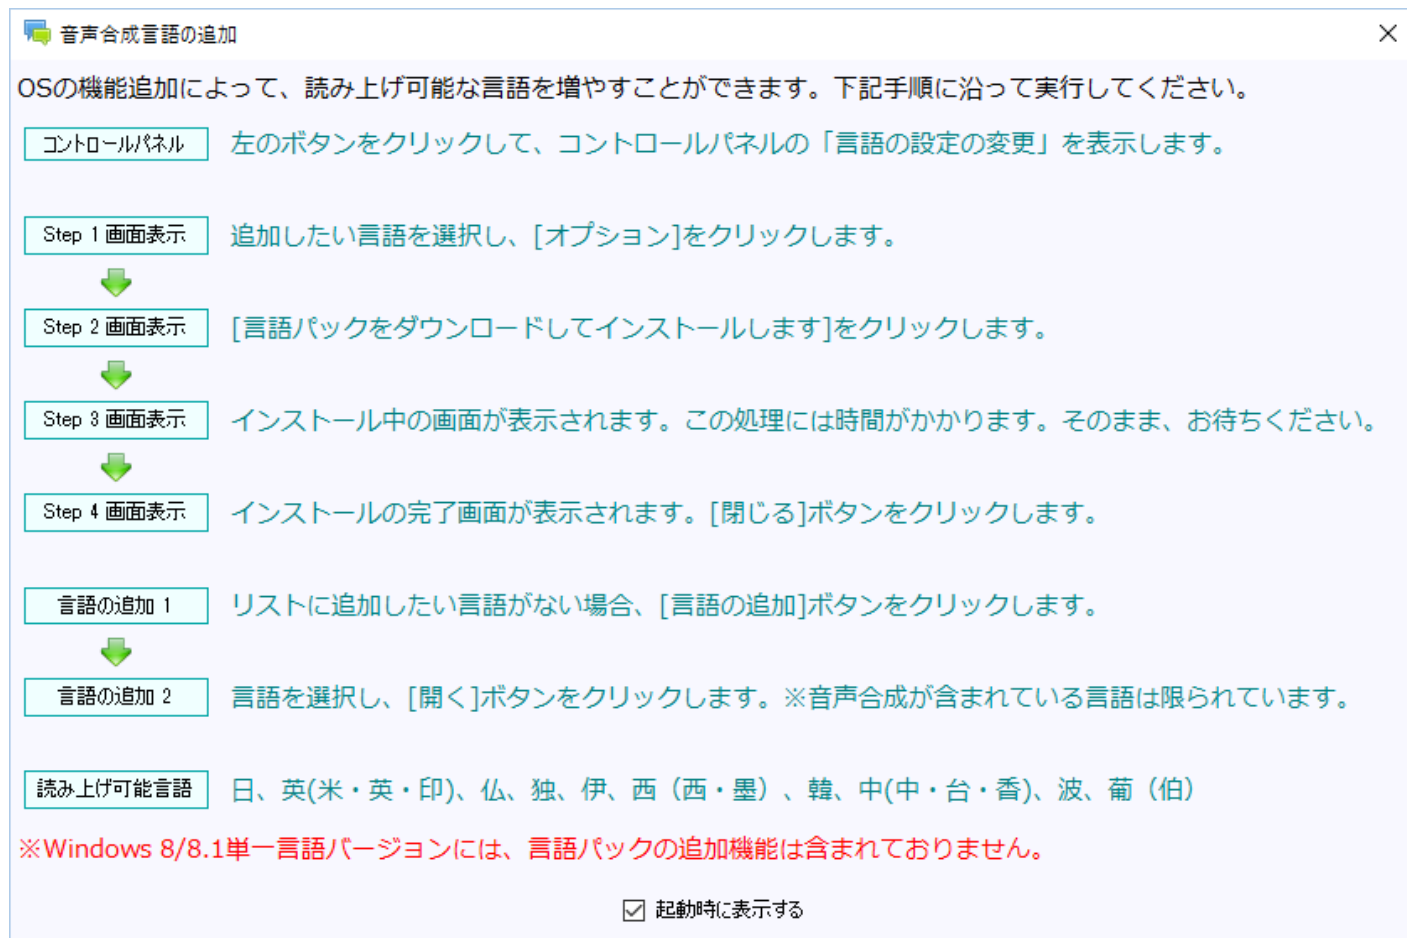 音声合成言語の追加
OSの機能追加によって、読み上げ可能な言語を増やすことができます。下記手順に沿って実行してください。
コントロールパネル 左のボタンをクリックして、コントロールパネルの「言語の設定の変更」を表示します。
Step 1 画面表示 追加したい言語を選択し、[オプション]をクリックします。
Step 2 画面表示 [言語パックをダウンロードしてインストールします]をクリックします。
Step 3 画面表示 インストール中の画面が表示されます。この処理には時間がかかります。そのまま、お待ちください。
Step 4 画面表示 インストールの完了画面が表示されます。[閉じる]ボタンをクリックします。
言語の追加 1 リストに追加したい言語がない場合、[言語の追加]ボタンをクリックします。
言語の追加 2 言語を選択し、[開く]ボタンをクリックします。※音声合成が含まれている言語は限られています。
読み上げ可能言語 日、英(米・英・印)、仏、独、伊、西（西・墨）、韓、中(中・台・香)、波、葡（伯）
※Windows 8/8.1単一言語バージョンには、言語パックの追加機能は含まれておりません。
起動時に表示する